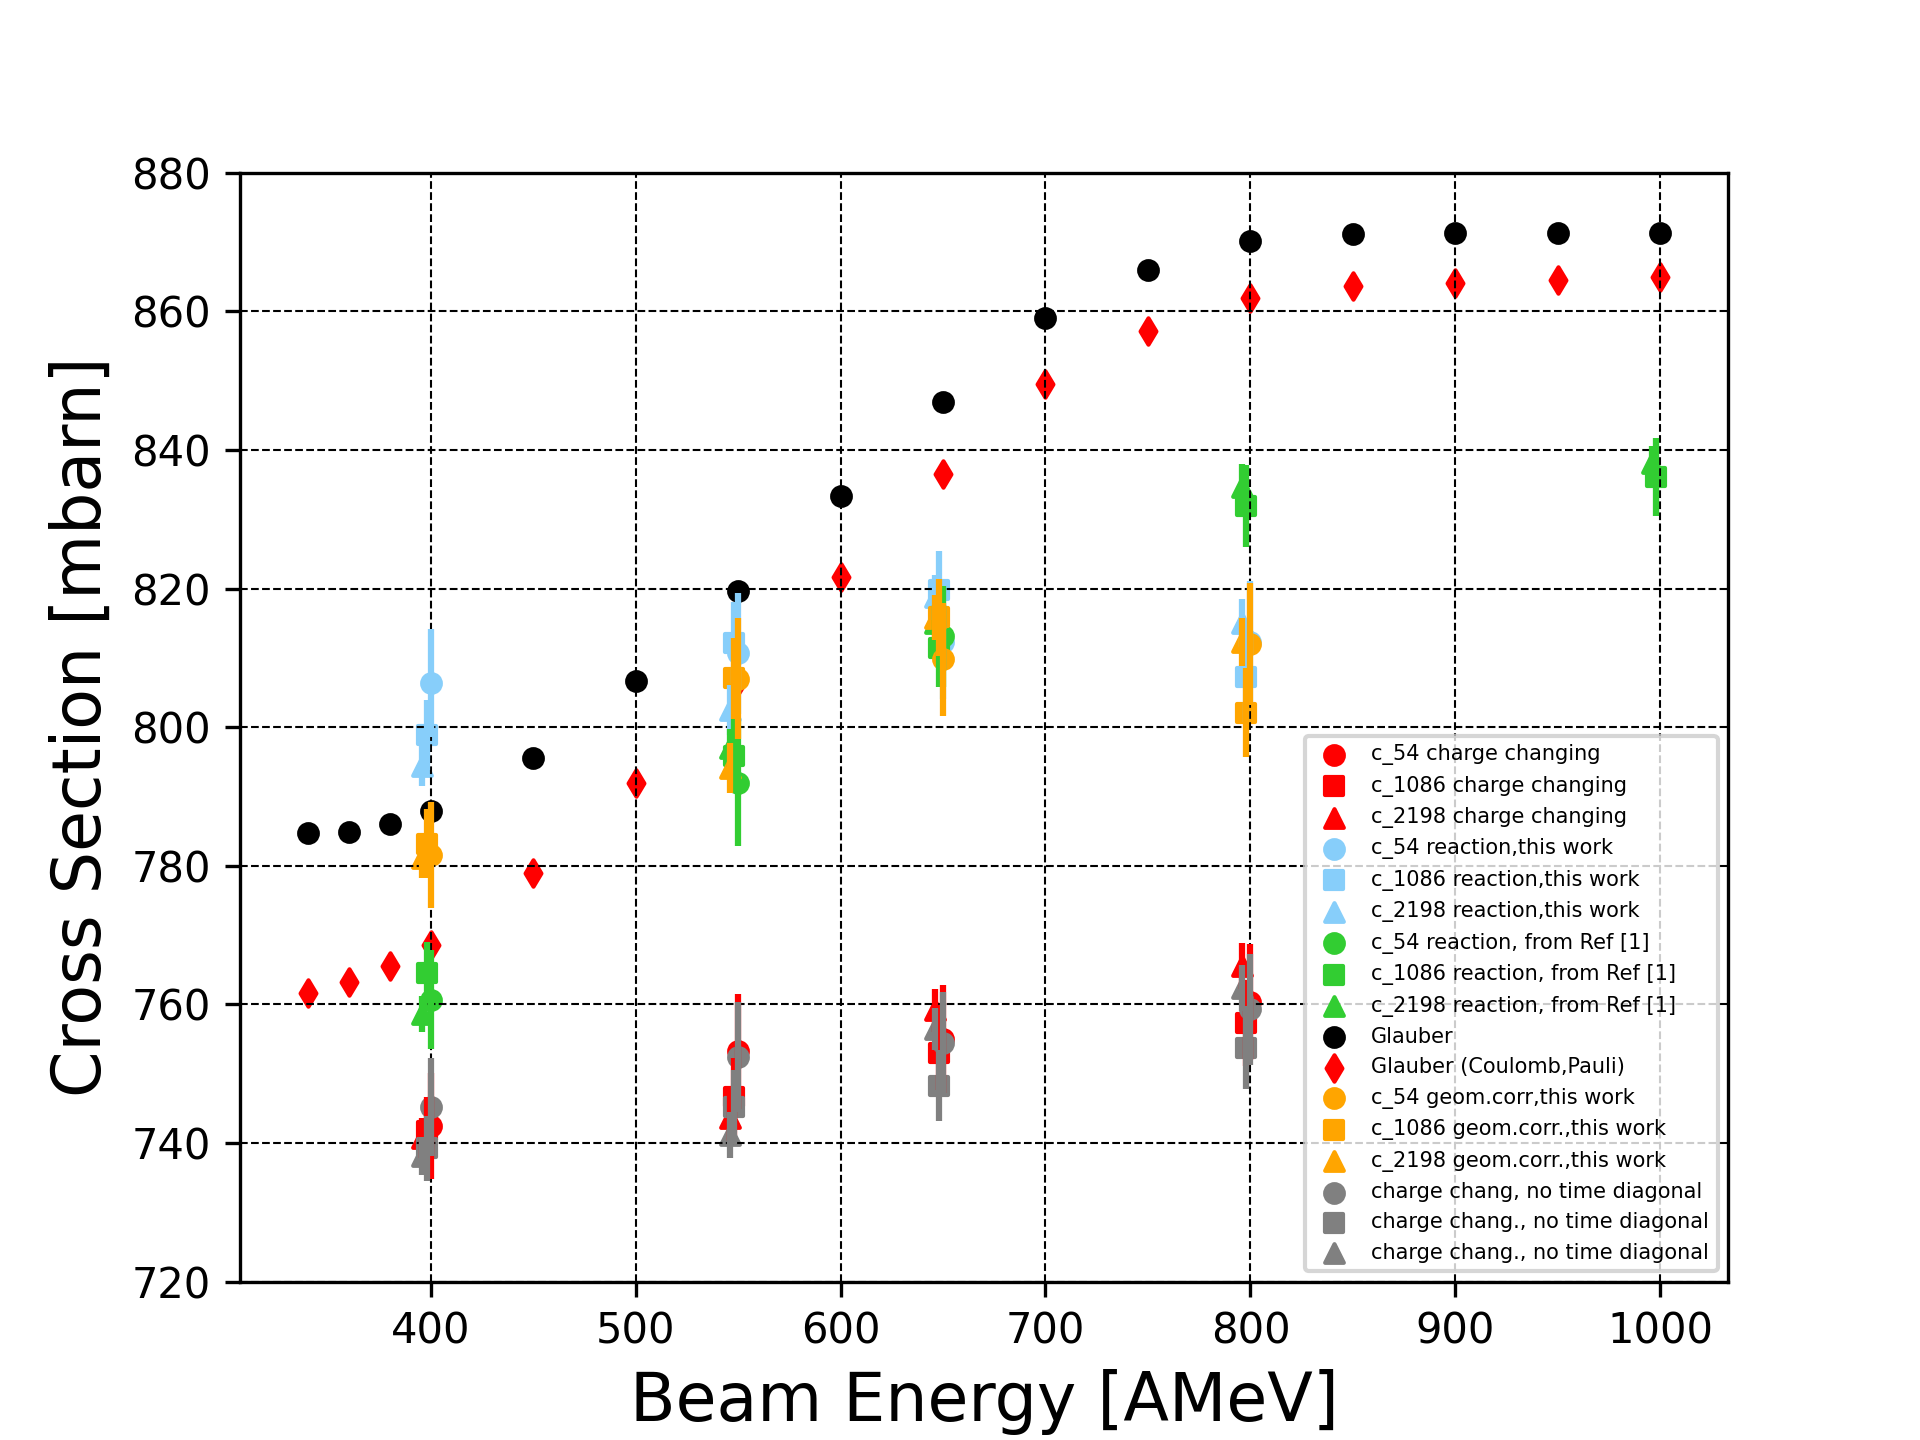 880
860
840
820
800
780
760
740
720
Cross Section [mbarn]
400 500 600 700 800 900 1000
Beam Energy [AMeV]
c_54 charge changing
c_1086 charge changing
c_2198 charge changing
c_54 reaction,this work
c_1086 reaction,this work
c_2198 reaction,this work
c_54 reaction, from Ref [1]
c_1086 reaction, from Ref [1]
c_2198 reaction, from Ref [1]
Glauber
Glauber (Coulomb,Pauli)
c_54 geom.corr,this work
c_1086 geom.corr.,this work
c_2198 geom.corr.,this work
charge chang, no time diagonal
charge chang., no time diagonal
charge chang., no time diagonal